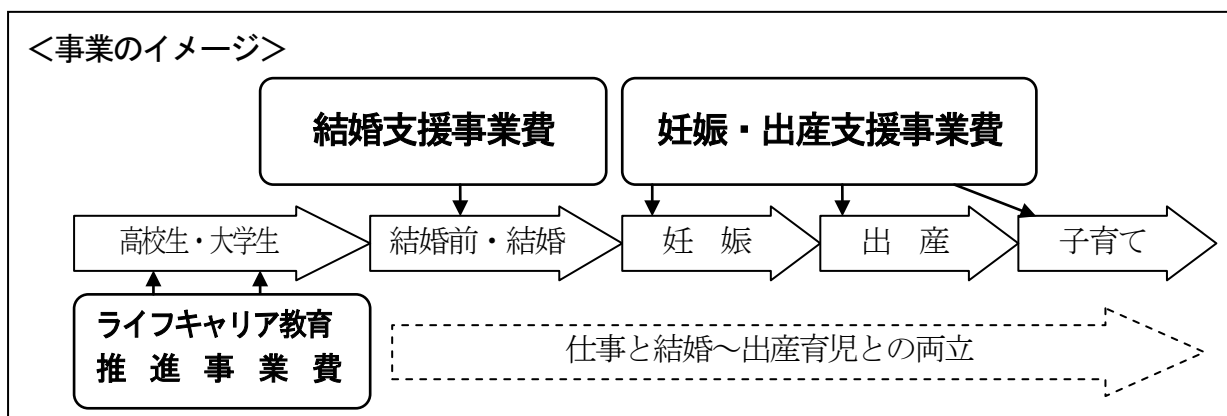 ＜事業のイメージ＞
結婚支援事業費
妊娠・出産支援事業費
高校生・大学生
結婚前・結婚
妊　娠
出　産
子育て
ライフキャリア教育
推　進　事　業　費
仕事と結婚～出産育児との両立